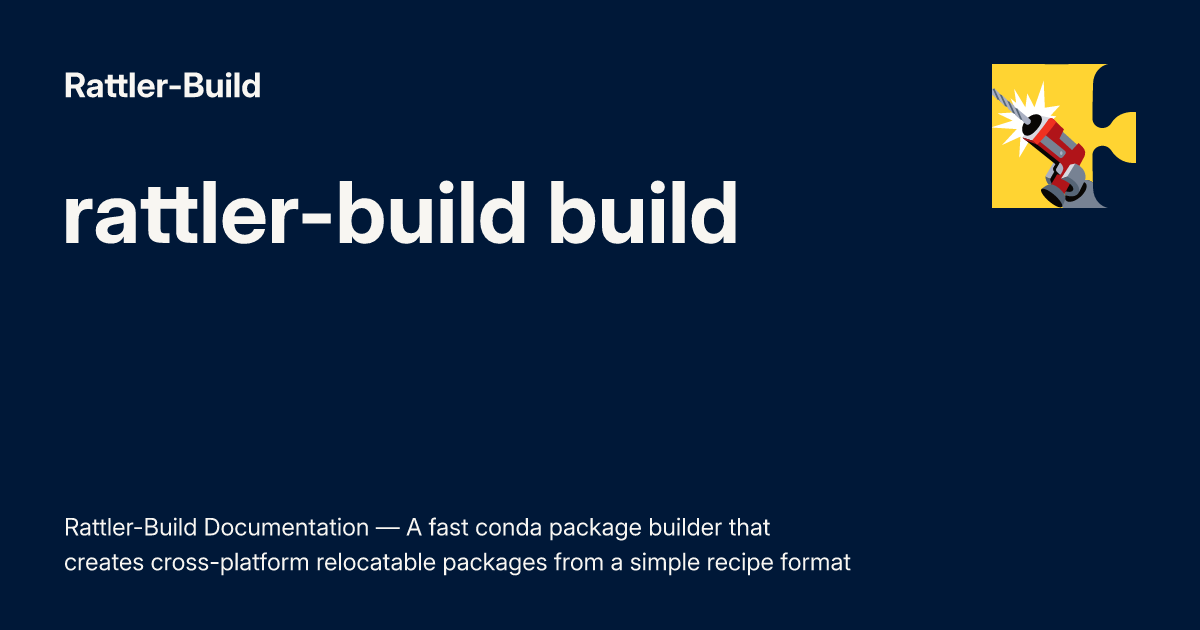 Rattler-Build
rattler-build build
Rattler-Build Documentation — A fast conda package builder that
creates cross-platform relocatable packages from a simple recipe format